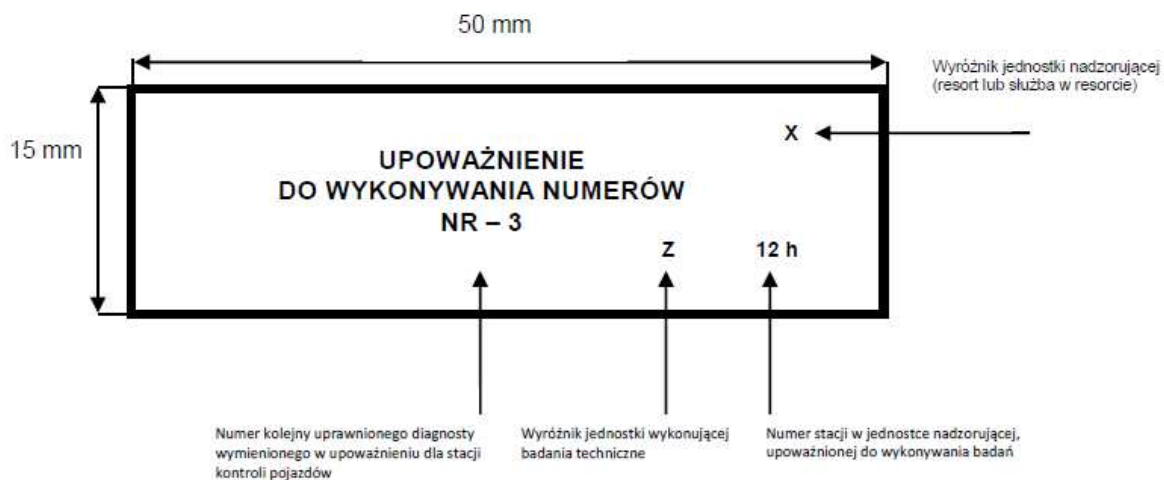 50 mm
Wyróżnik jednostki nadzorującej
(resort lub służba w resorcie)
15 mm
X
UPOWAŻNIENIE
DO WYKONYWANIA NUMERÓW
NR – 3
Z 12 h
Numer kolejny uprawnionego diagnosty
wymienionego w upoważnieniu dla stacji
kontroli pojazdów
Wyróżnik jednostki wykonującej
badania techniczne
Numer stacji w jednostce nadzorującej,
upoważnionej do wykonywania badań